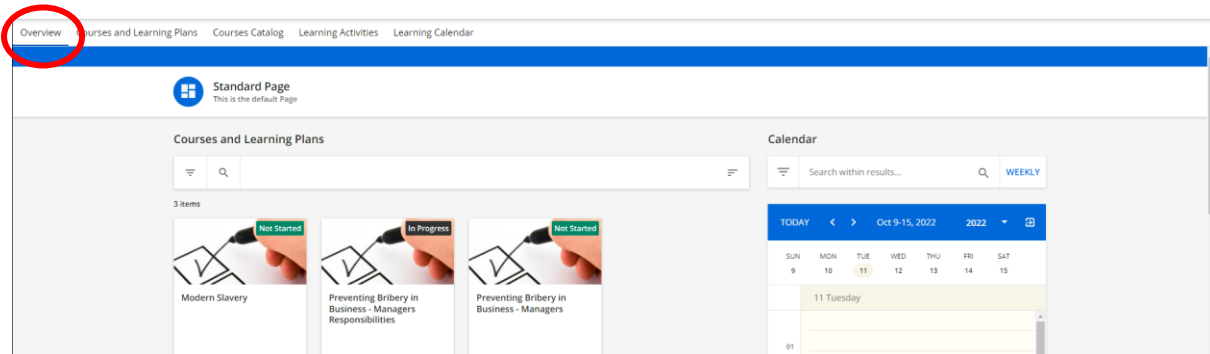 Overview Courses and Learning Plans Courses Catalog Learning Activities Learning Calendar
Standard Page
This is the default Page
Courses and Learning Plans
3 items
Not Started
Modern Slavery
In Progress
Preventing Bribery in
Business - Managers
Responsibilities
Not Started
Preventing Bribery in
Business - Managers
Calendar
Search within results... WEEKLY
TODAY Oct 9-15, 2022 2022
SUN MON TUE WED THU FRI SAT
9 10 11 12 13 14 15
11 Tuesday
01